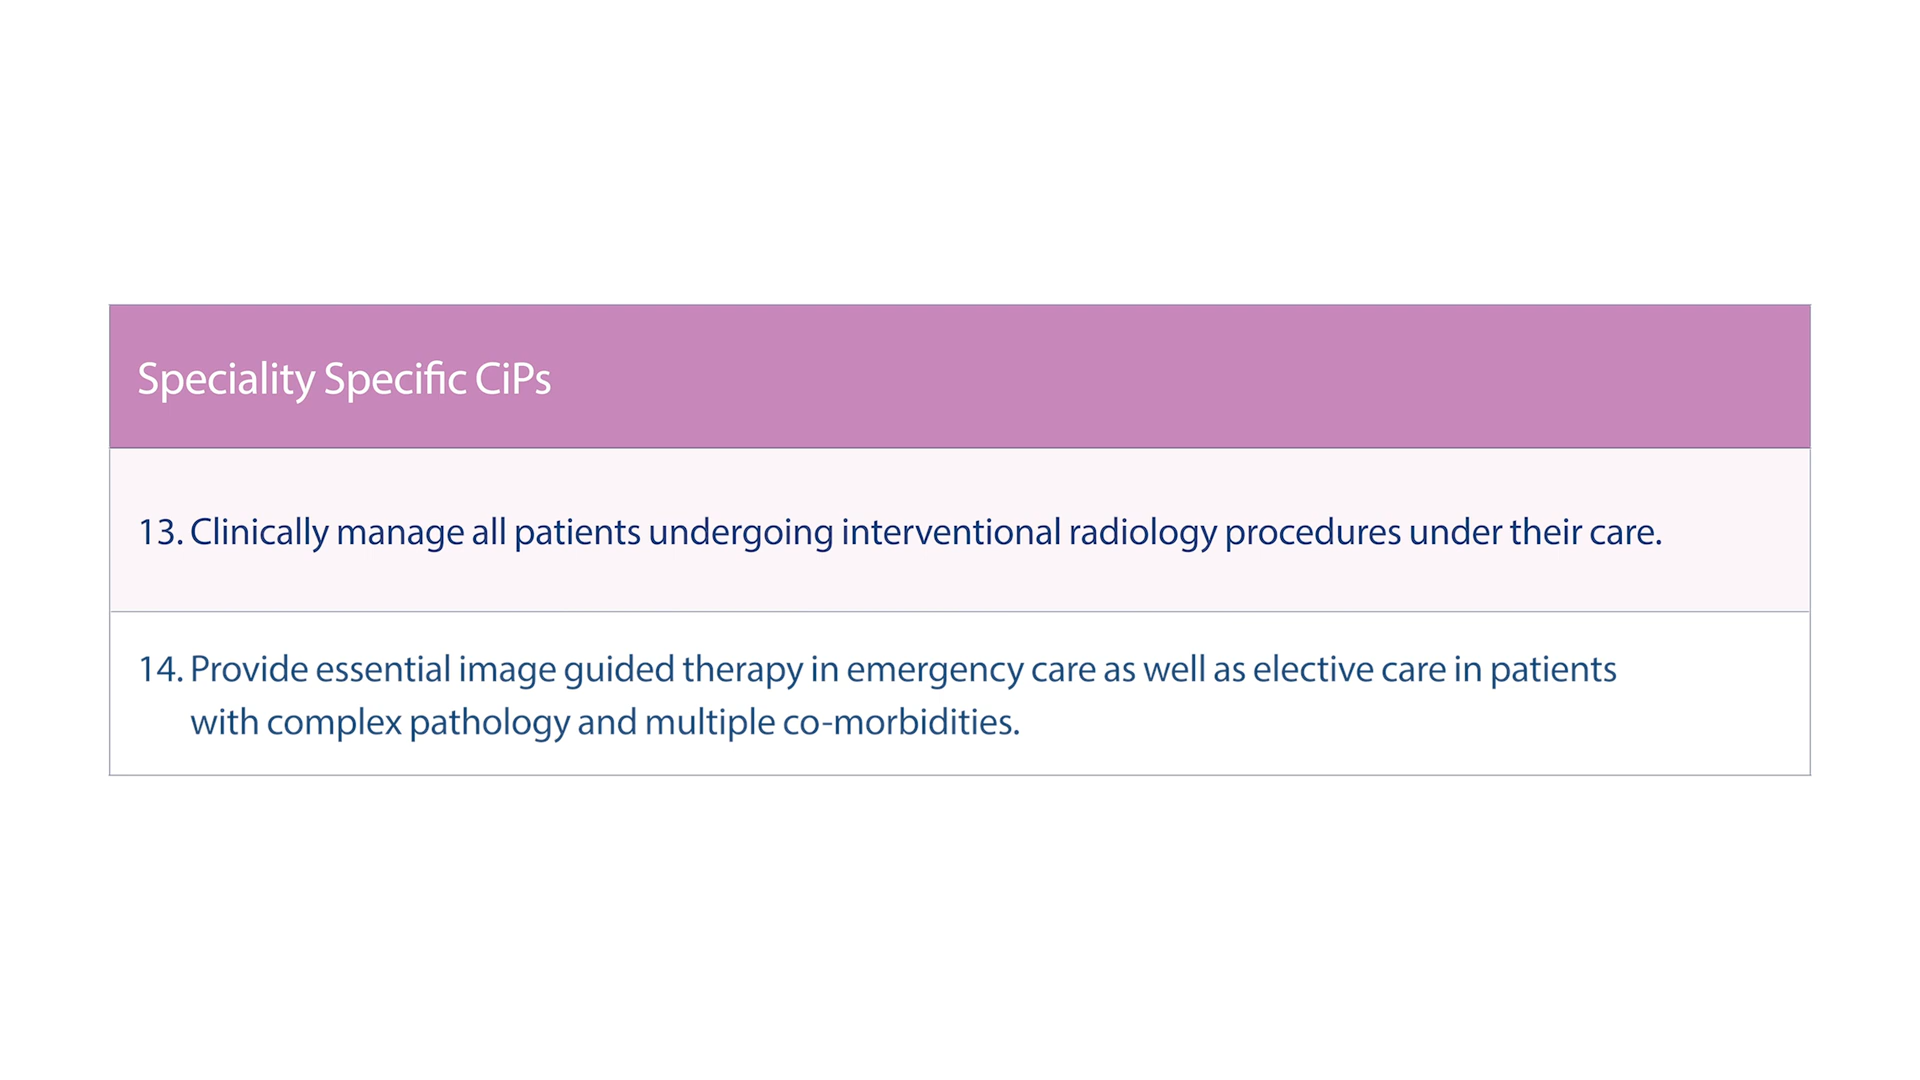 Speciality Specific CiPs
13. Clinically manage all patients undergoing interventional radiology procedures under their care.
14. Provide essential image guided therapy in emergency care as well as elective care in patients
with complex pathology and multiple co-morbidities.